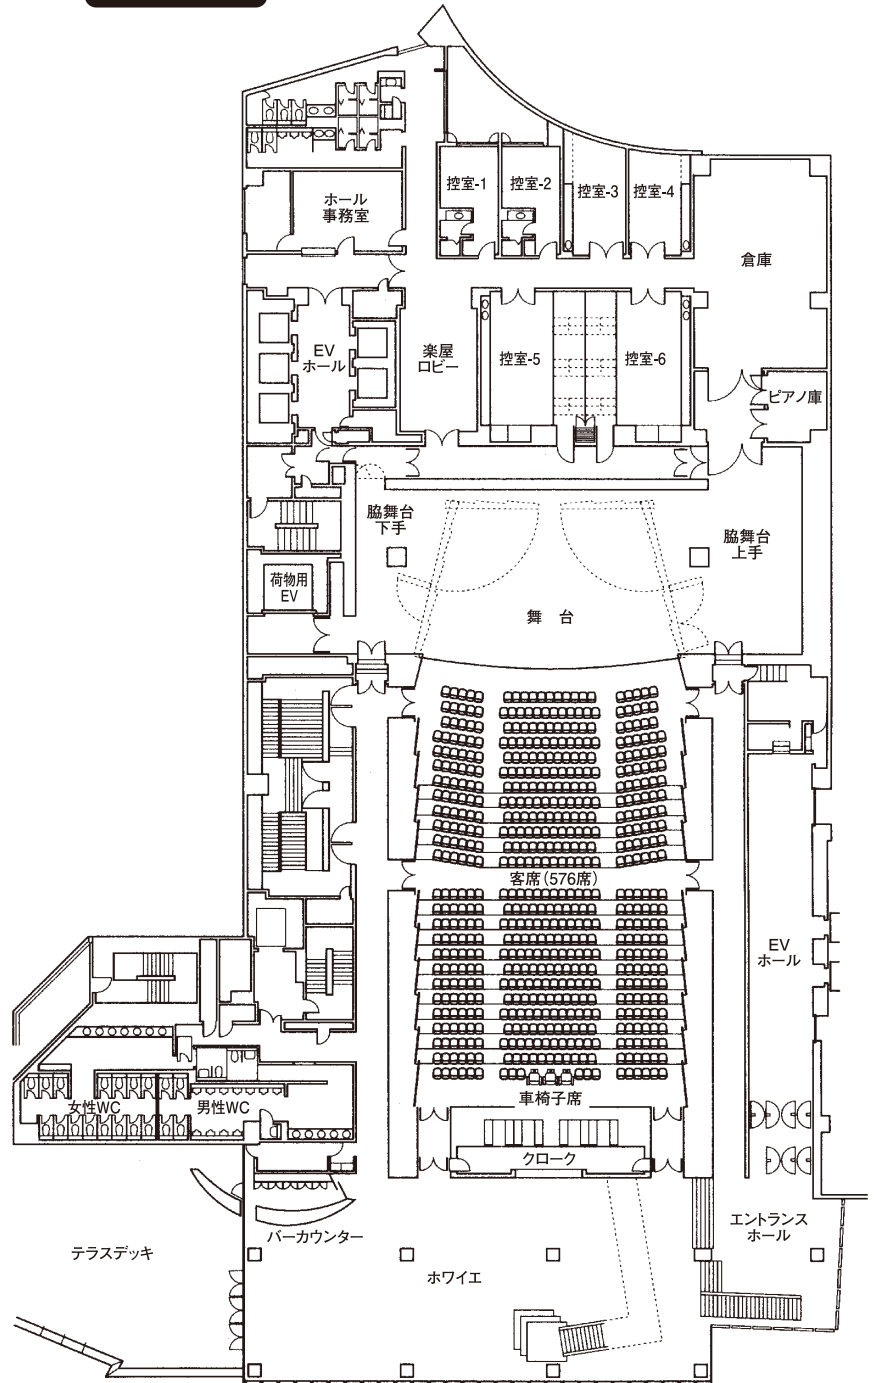 控室-1
控室-2
控室-3
控室-4
ホール
事務室
倉庫
EV
ホール
楽屋
ロビー
控室-5
控室-6
ピアノ庫
脇舞台
下手
脇舞台
上手
荷物用
EV
舞 台
客席(576席)
EV
ホール
車椅子席
女性WC
男性WC
クローク
バーカウンター
エントランス
ホール
テラスデッキ
ホワイエ